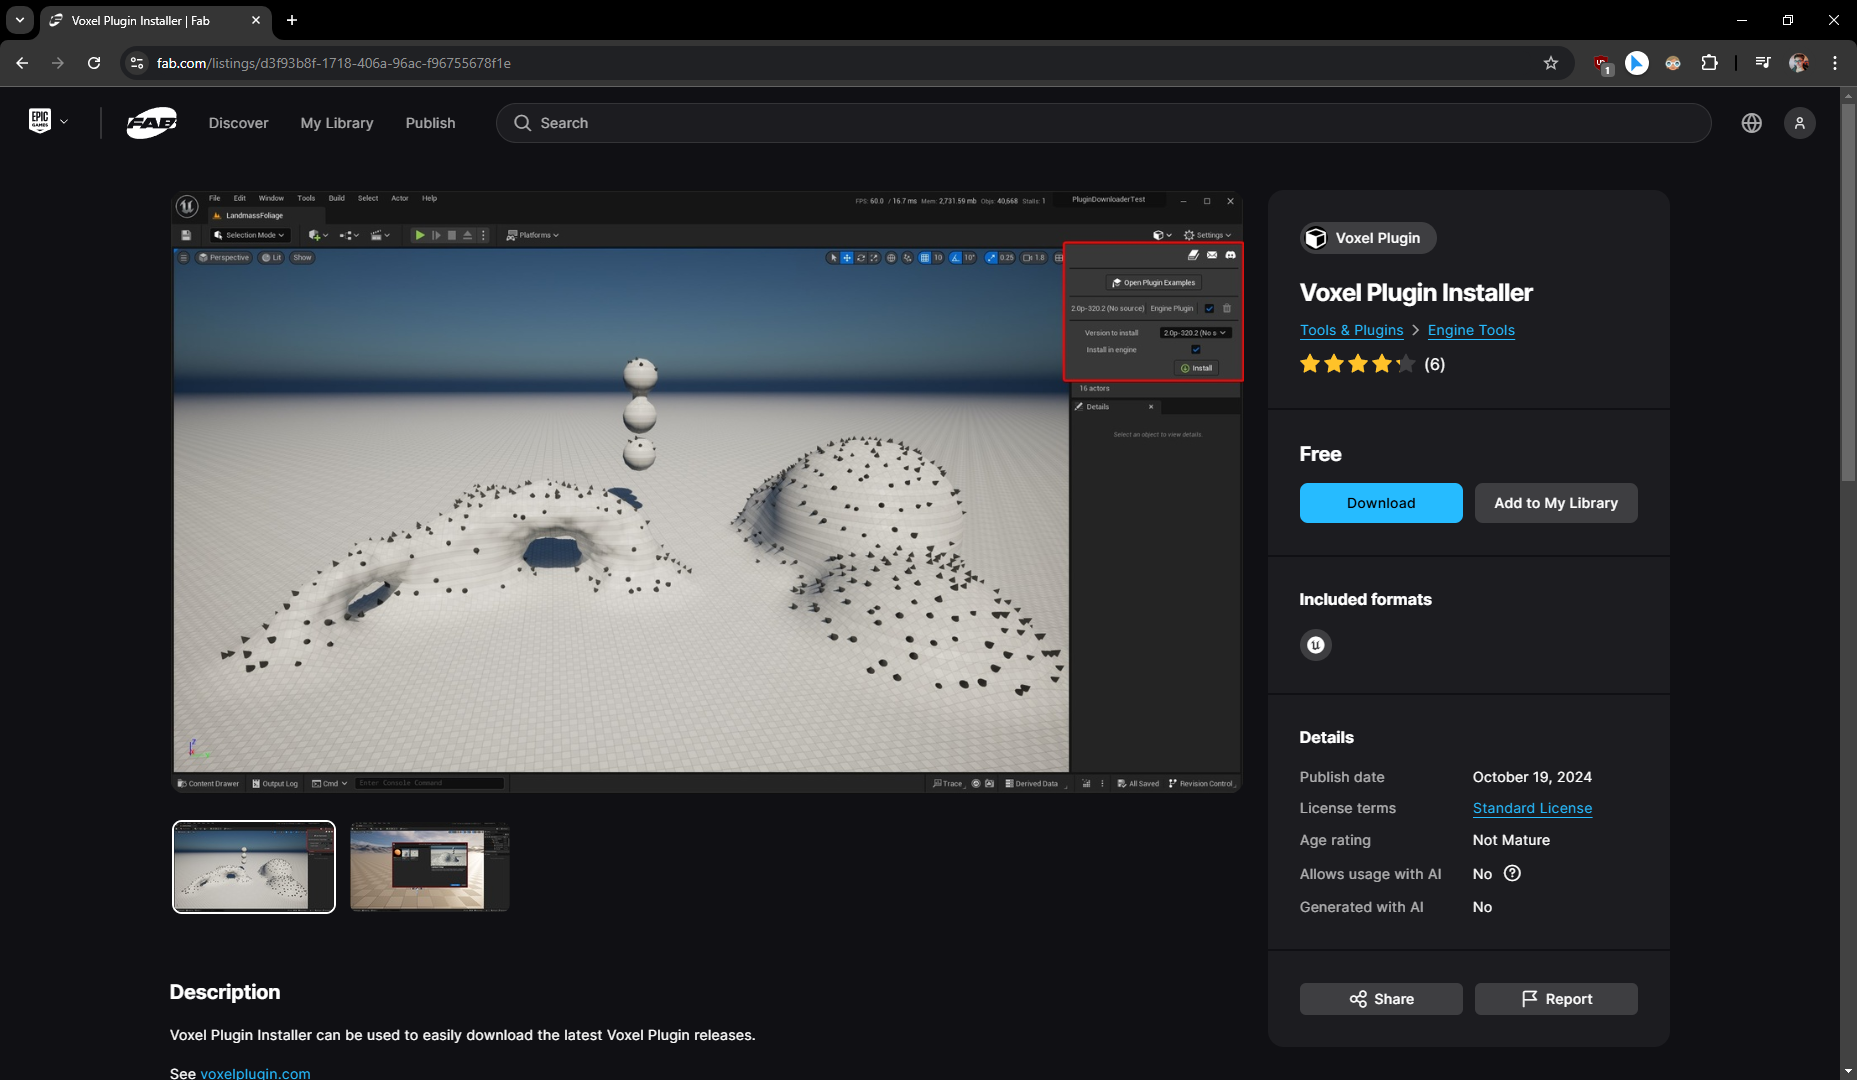 Voxel Plugin Installer | Fab
fab.com/listings/d3f93b8f-1718-406a-96ac-f96755678f1e
1
EPIC GAMES
FAB
Discover
My Library
Publish
Search
File Edit Window Tools Build Select Actor Help
FPS: 60.0 / 16.7 ms Mem: 2,731.59 mb Objs: 40,668 Stalls: 1
PluginDownloaderTest
LandmassFoliage
Selection Mode
Platforms
Settings
Perspective
Lit
Show
10
10°
0.25
1.8
Open Plugin Examples
2.0p-320.2 (No source) Engine Plugin
Version to install 2.0p-320.2 (No s
Install in engine
Install
16 actors
Details
Select an object to view details.
Content Drawer
Output Log
Cmd
Enter Console Command
Trace
Derived Data
All Saved
Revision Control
Voxel Plugin
Voxel Plugin Installer
Tools & Plugins > Engine Tools
(6)
Free
Download
Add to My Library
Included formats
Details
Publish date October 19, 2024
License terms Standard License
Age rating Not Mature
Allows usage with AI No
Generated with AI No
Share
Report
Description
Voxel Plugin Installer can be used to easily download the latest Voxel Plugin releases.
See voxelplugin.com